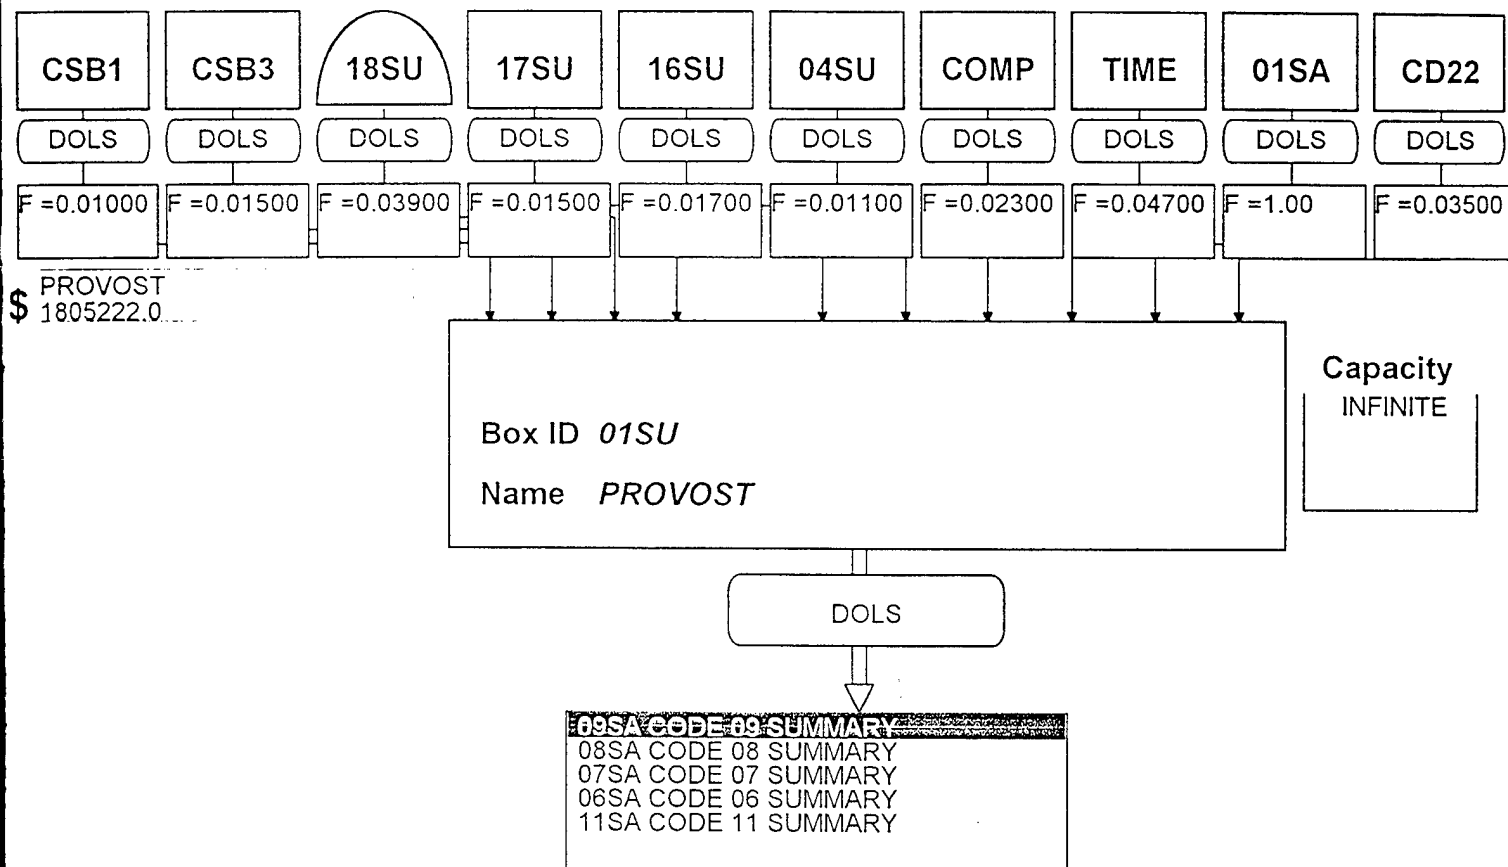 CSB1 CSB3 18SU 17SU 16SU 04SU COMP TIME 01SA CD22
DOLS DOLS DOLS DOLS DOLS DOLS DOLS DOLS DOLS DOLS
F =0.01000 F =0.01500 F =0.03900 F =0.01500 F =0.01700 F =0.01100 F =0.02300 F =0.04700 F =1.00 F =0.03500
$ PROVOST
1805222.0
Capacity
INFINITE
Box ID 01SU
Name PROVOST
DOLS
09SA CODE 09 SUMMARY
08SA CODE 08 SUMMARY
07SA CODE 07 SUMMARY
06SA CODE 06 SUMMARY
11SA CODE 11 SUMMARY